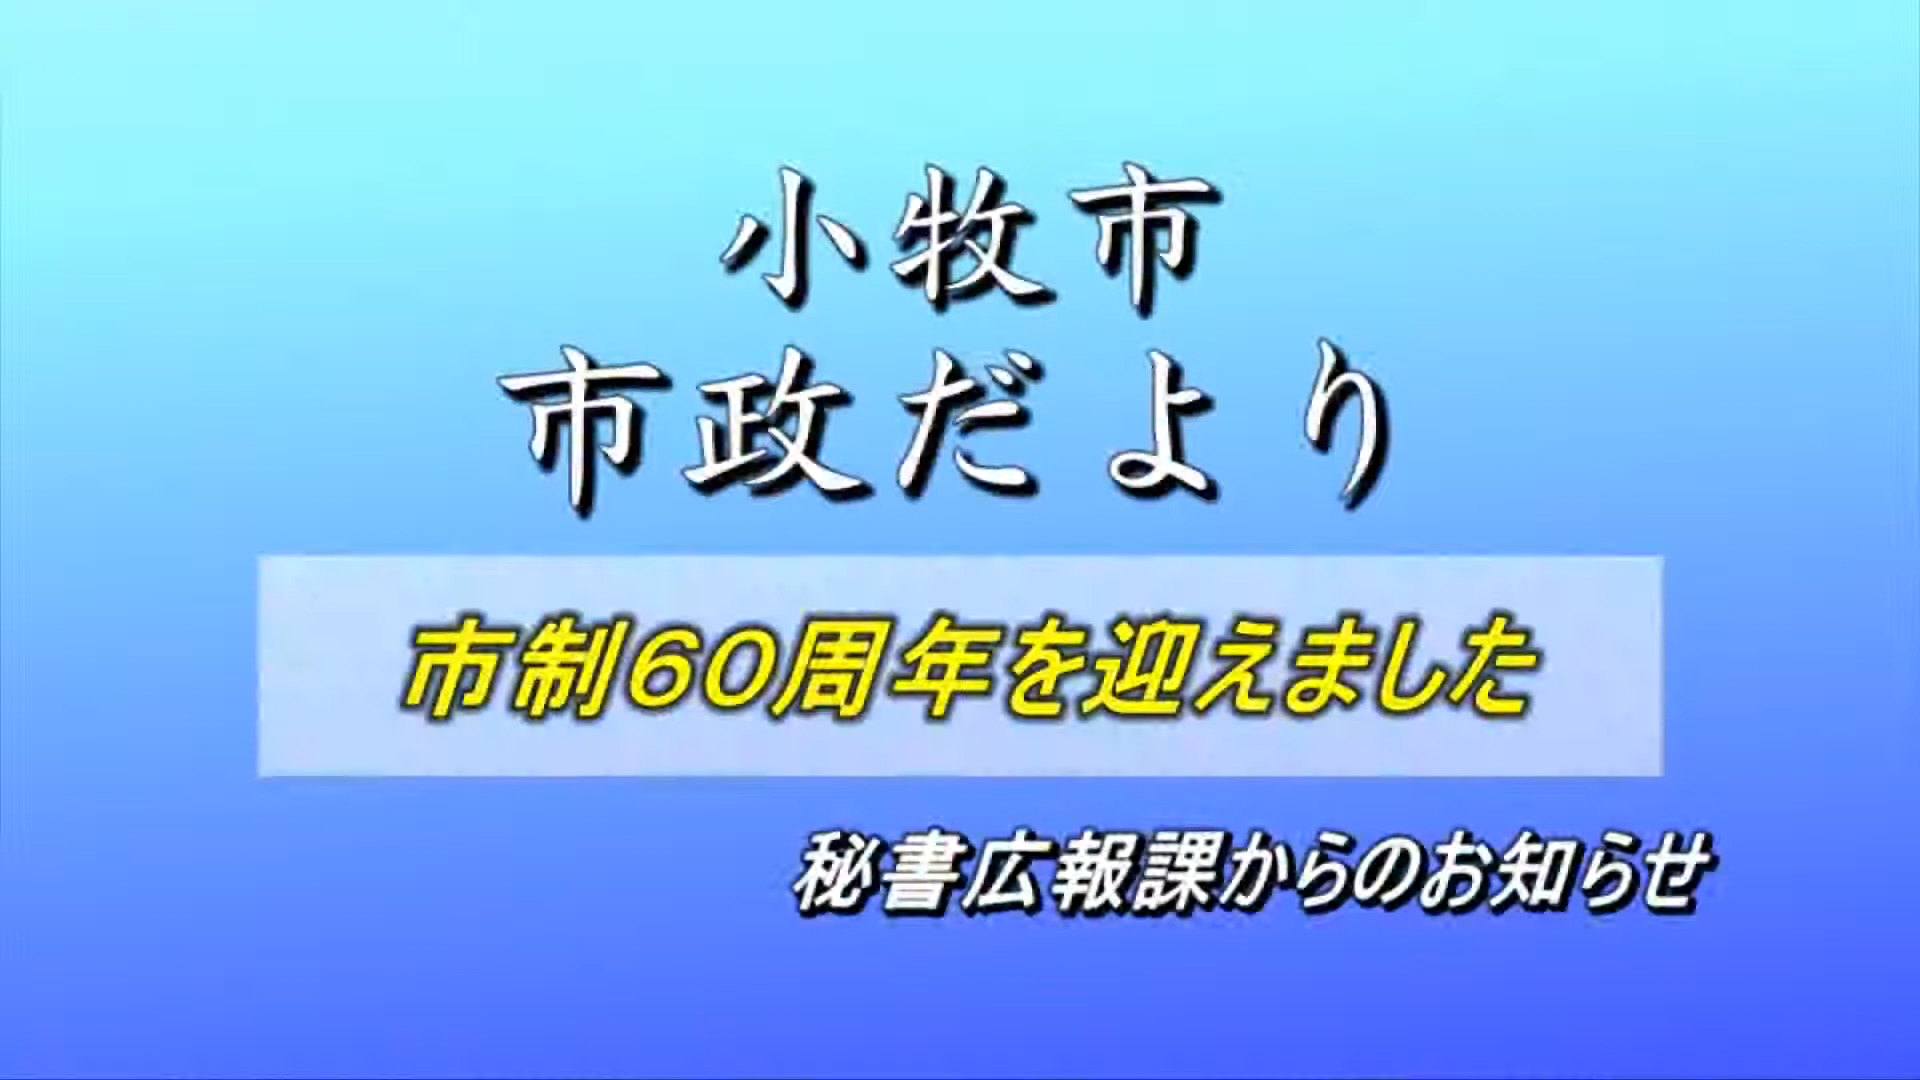 小牧市
市政だより
市制60周年を迎えました
秘書広報課からのお知らせ